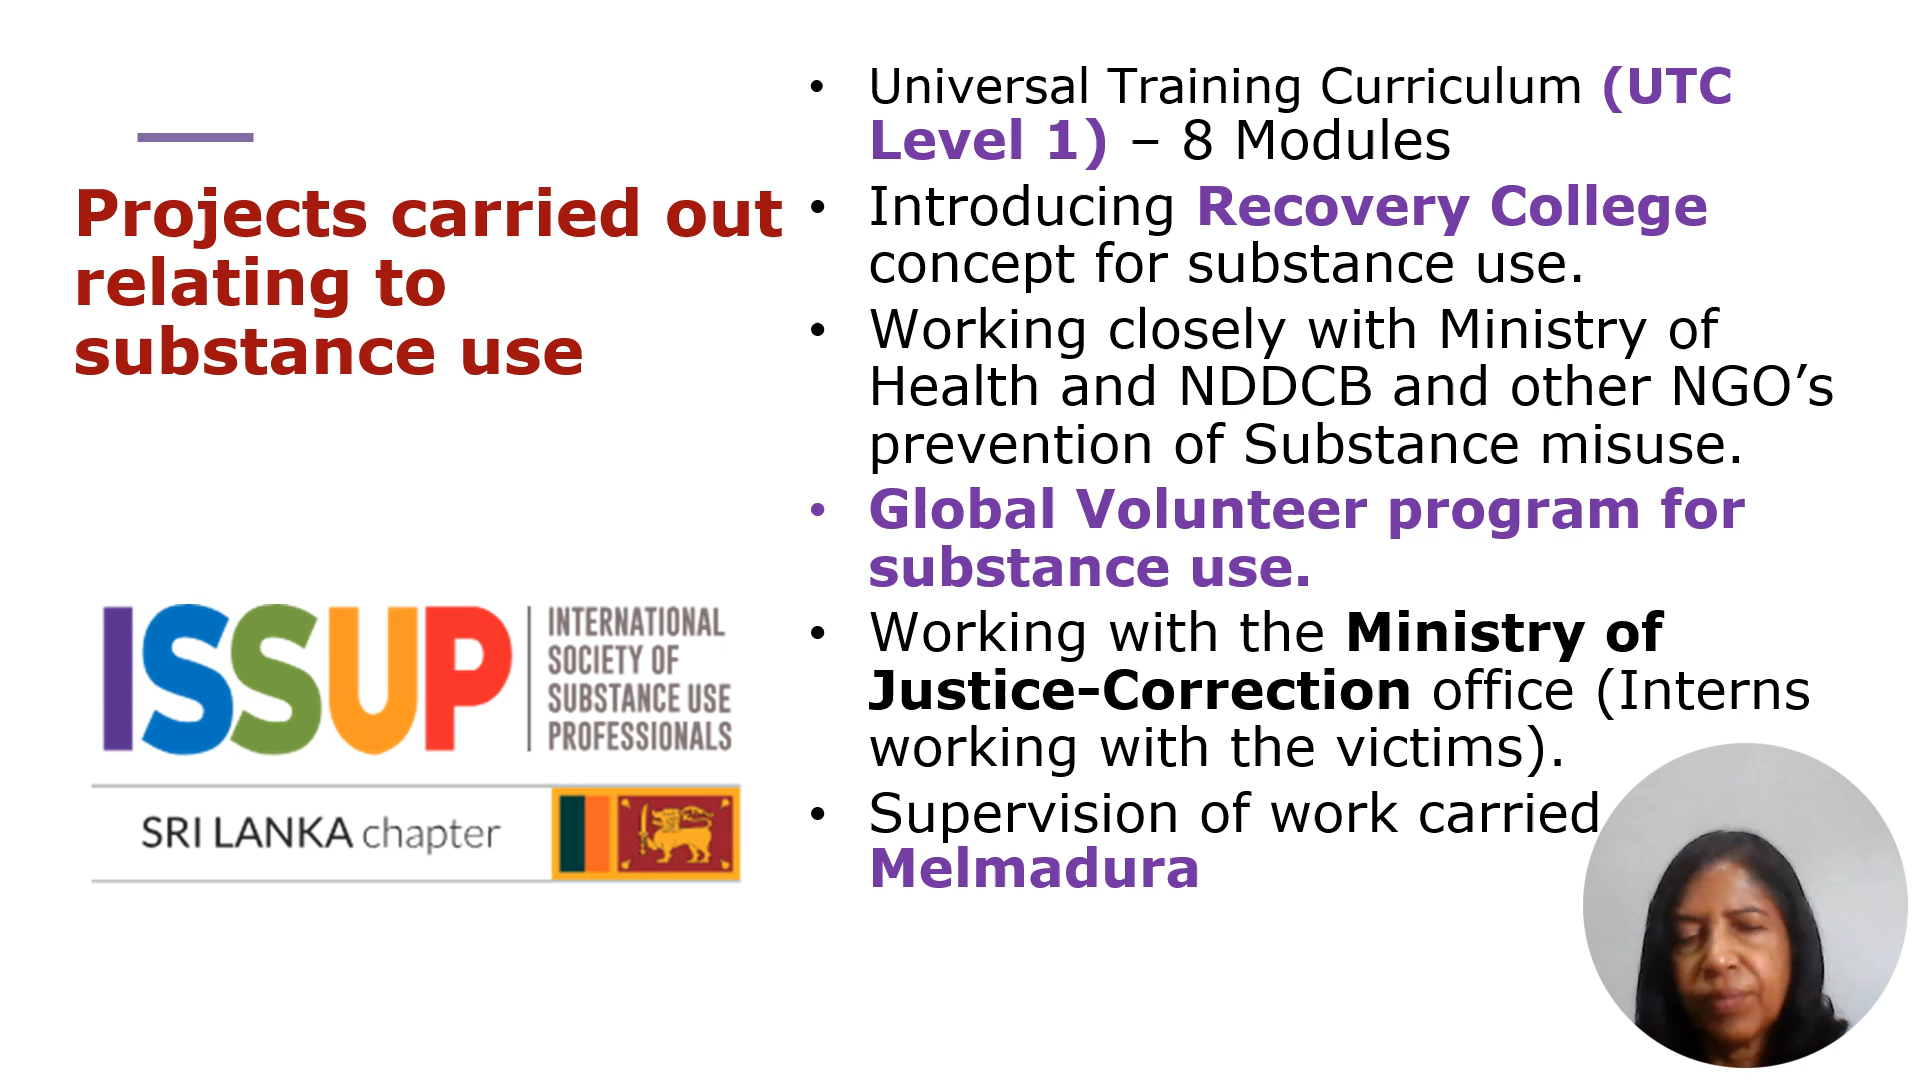 Projects carried out
relating to
substance use
• Universal Training Curriculum (UTC
Level 1) – 8 Modules
• Introducing Recovery College
concept for substance use.
• Working closely with Ministry of
Health and NDDCB and other NGO’s
prevention of Substance misuse.
• Global Volunteer program for
substance use.
• Working with the Ministry of
Justice-Correction office (Interns
working with the victims).
• Supervision of work carried
Melmadura
ISSUP
INTERNATIONAL
SOCIETY OF
SUBSTANCE USE
PROFESSIONALS
SRI LANKA chapter